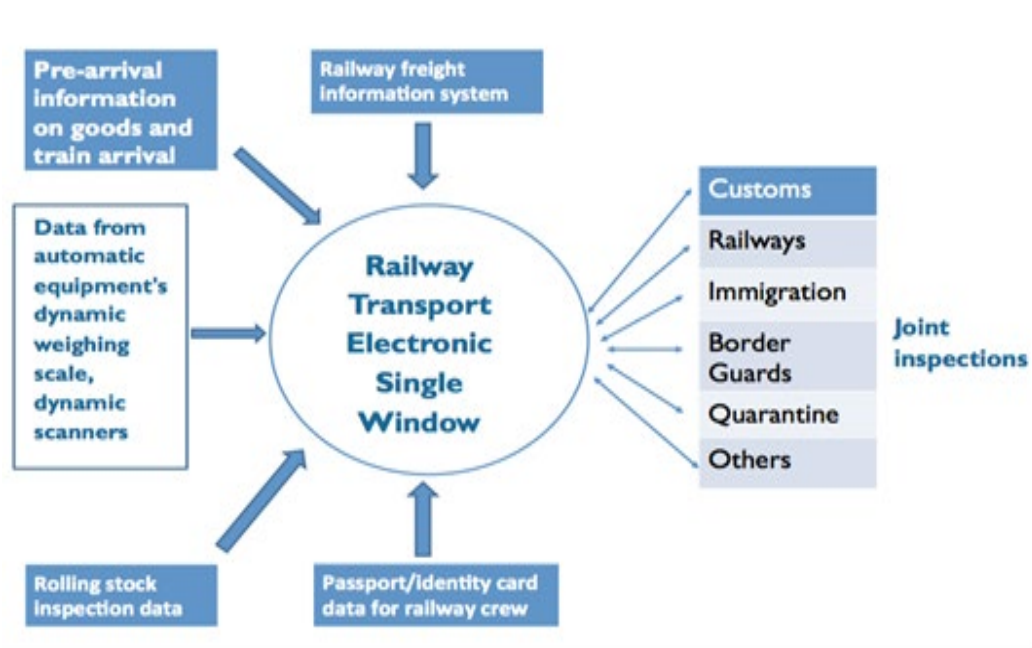 Pre-arrival
information
on goods and
train arrival
Railway freight
information system
Data from
automatic
equipment's
dynamic
weighing
scale,
dynamic
scanners
Railway
Transport
Electronic
Single
Window
Customs
Railways
Immigration
Border
Guards
Quarantine
Others
Joint
inspections
Rolling stock
inspection data
Passport/identity card
data for railway crew